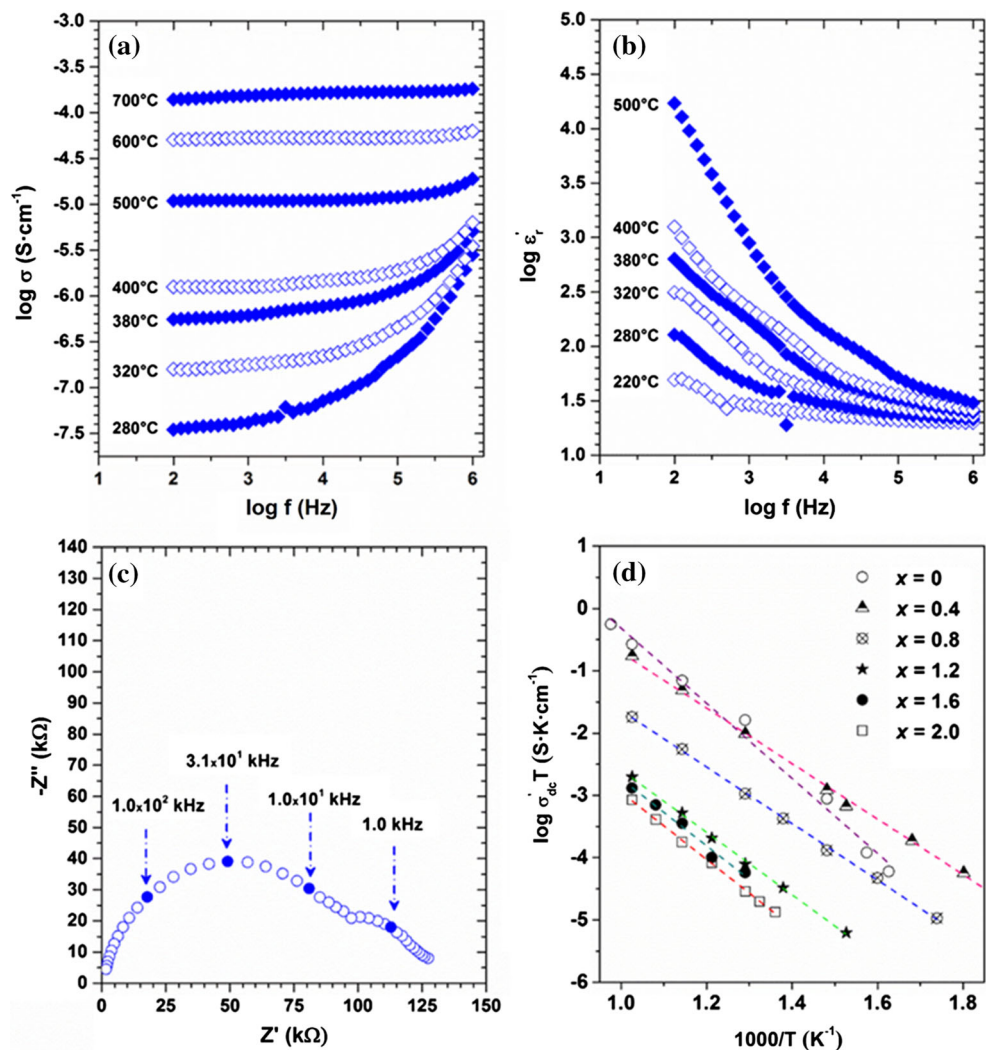 (a)
log σ (S·cm⁻¹)
-3.0
-3.5
-4.0
-4.5
-5.0
-5.5
-6.0
-6.5
-7.0
-7.5
700°C
600°C
500°C
400°C
380°C
320°C
280°C
1 2 3 4 5 6
log f (Hz)
(b)
log ε'r
5.0
4.5
4.0
3.5
3.0
2.5
2.0
1.5
1.0
500°C
400°C
380°C
320°C
280°C
220°C
1 2 3 4 5 6
log f (Hz)
(c)
-Z'' (kΩ)
140
130
120
110
100
90
80
70
60
50
40
30
20
10
0
3.1x10¹ kHz
1.0x10² kHz
1.0x10¹ kHz
1.0 kHz
0 25 50 75 100 125 150
Z' (kΩ)
(d)
log σ'dc T (S·K·cm⁻¹)
1
0
-1
-2
-3
-4
-5
-6
x = 0
x = 0.4
x = 0.8
x = 1.2
x = 1.6
x = 2.0
1.0 1.2 1.4 1.6 1.8
1000/T (K⁻¹)